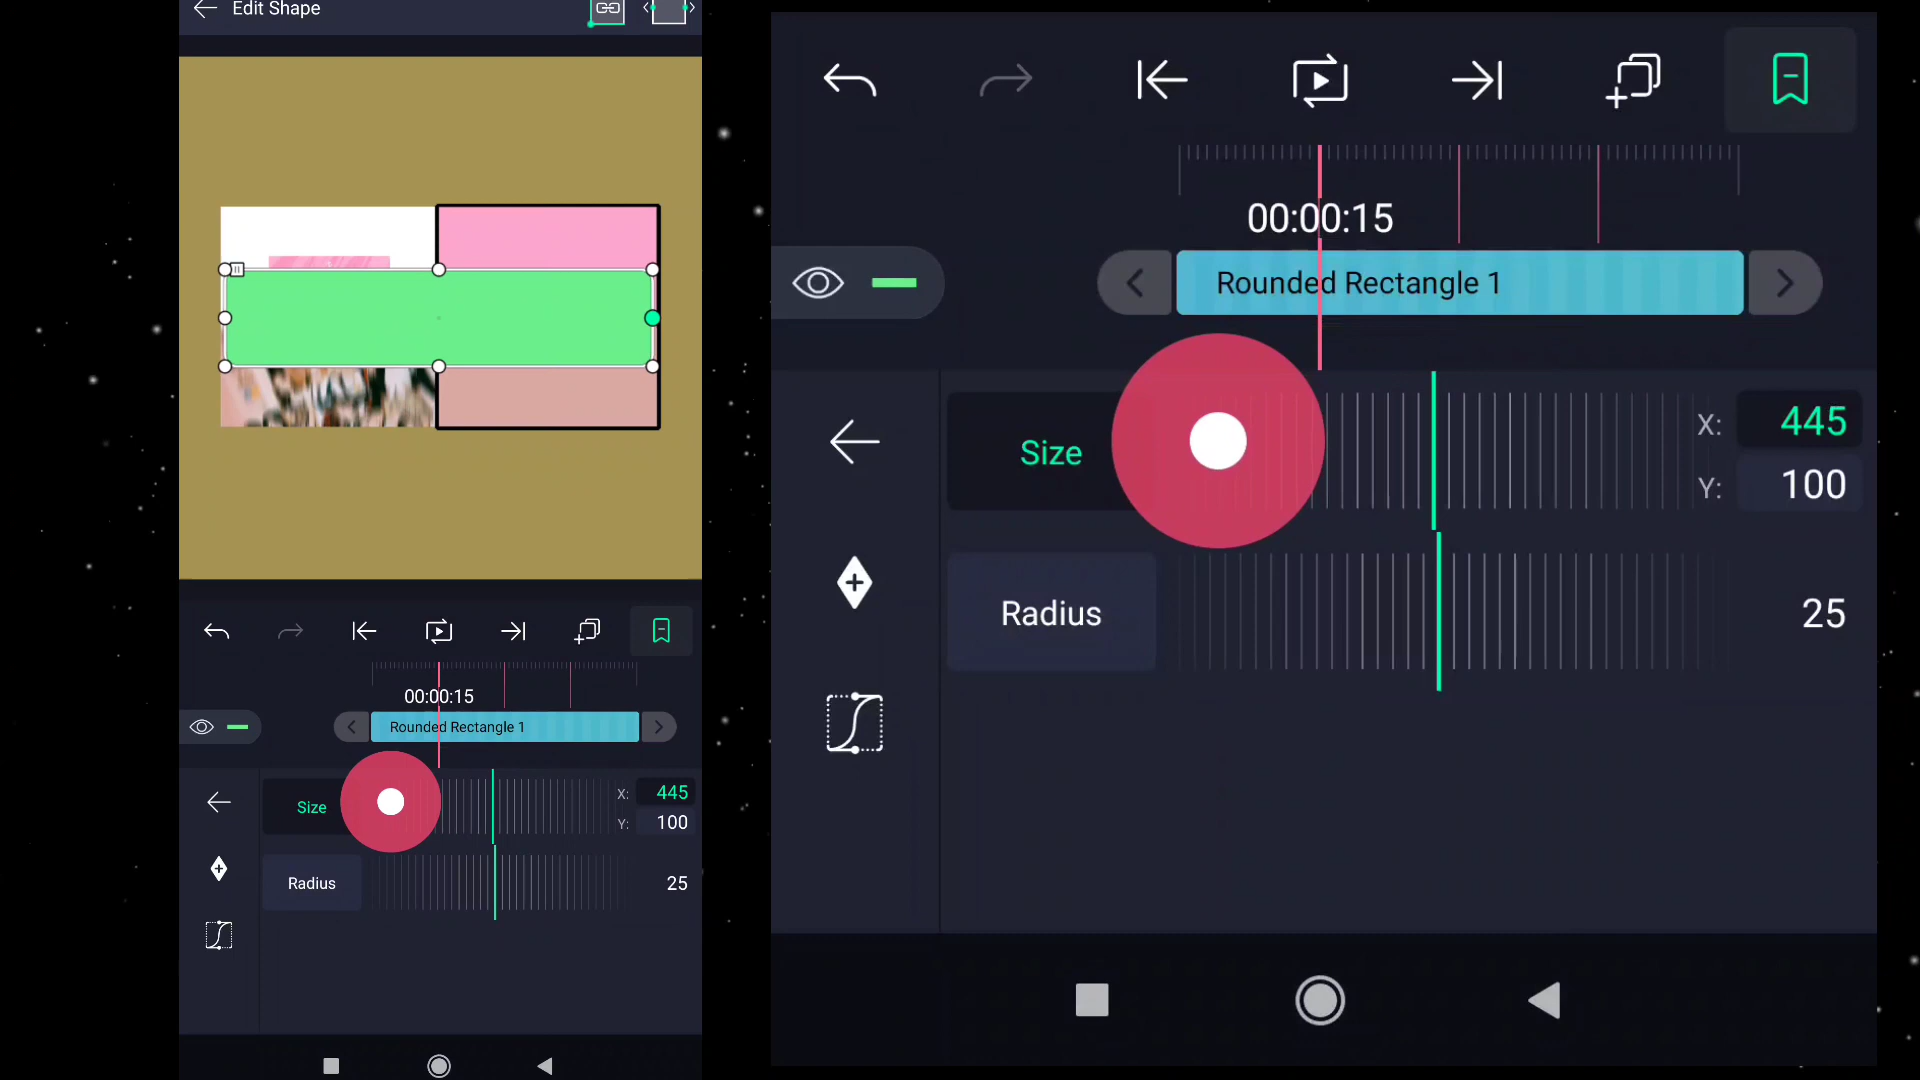 Edit Shape
00:00:15
Rounded Rectangle 1
Size
X: 445
Y: 100
Radius
25
00:00:15
Rounded Rectangle 1
Size
X: 445
Y: 100
Radius
25